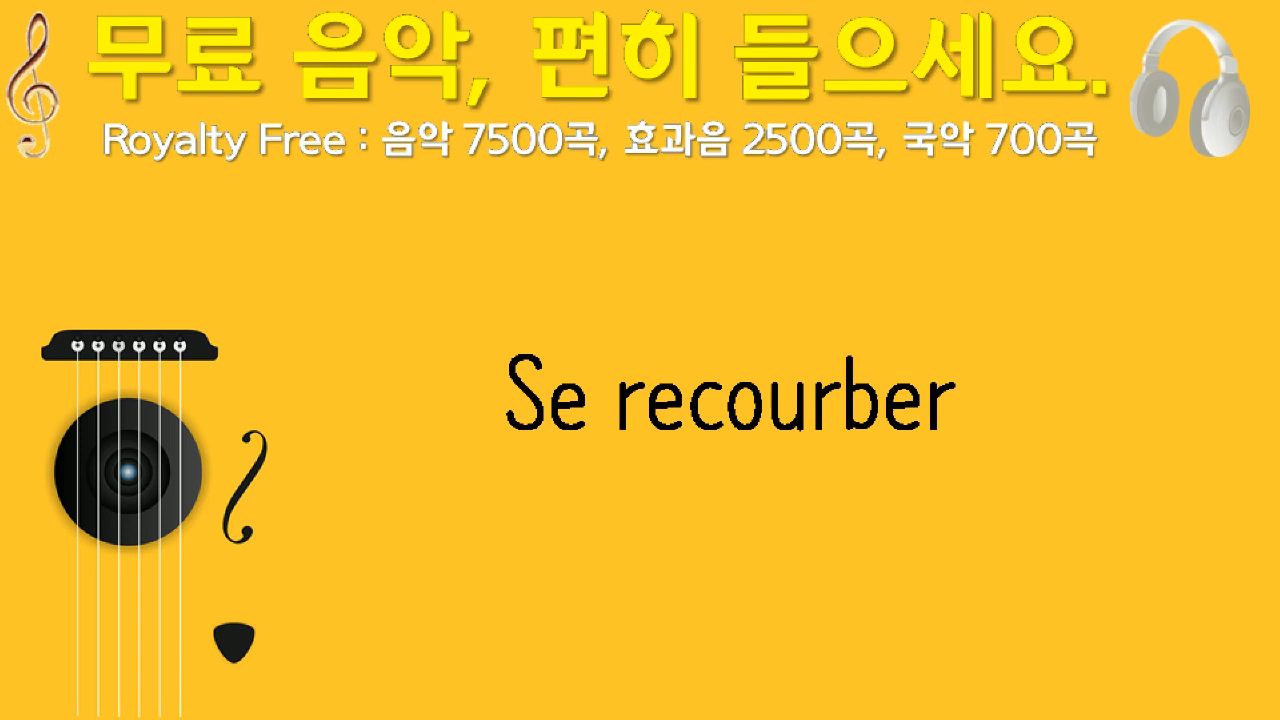 무료 음악, 편히 들으세요.
Royalty Free : 음악 7500곡, 효과음 2500곡, 국악 700곡
Se recourber